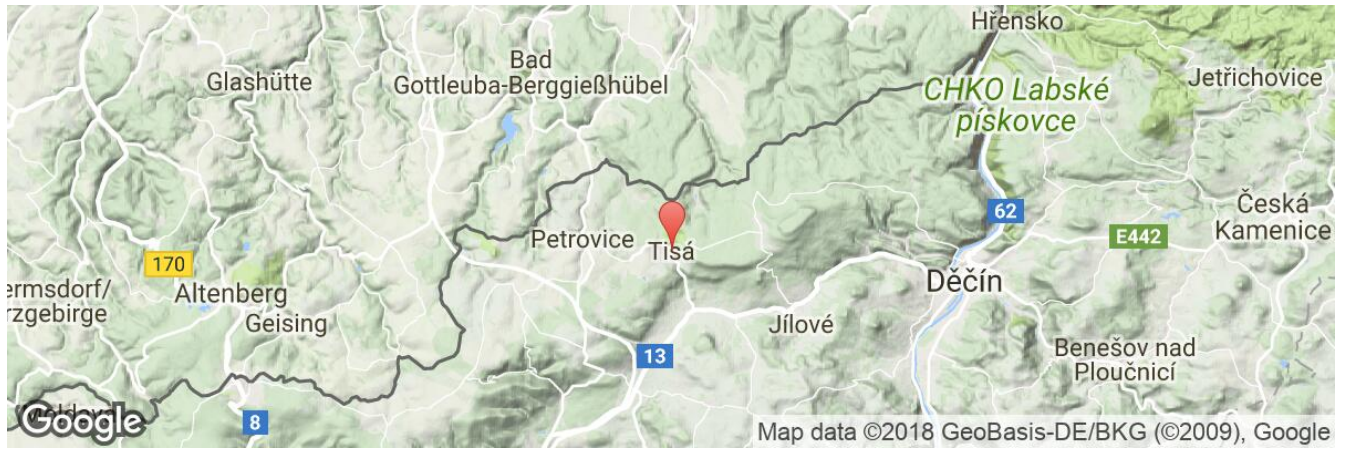 Hřensko
Bad
Gottleuba-Berggießhübel
Glashütte
Jetřichovice
CHKO Labské
pískovce
62
Česká
Kamenice
Petrovice
Tisá
E442
170
Děčín
ermsdorf/
rzgebirge
Altenberg
Geising
Jílové
13
Benešov nad
Ploučnicí
8
Google
Map data ©2018 GeoBasis-DE/BKG (©2009), Google